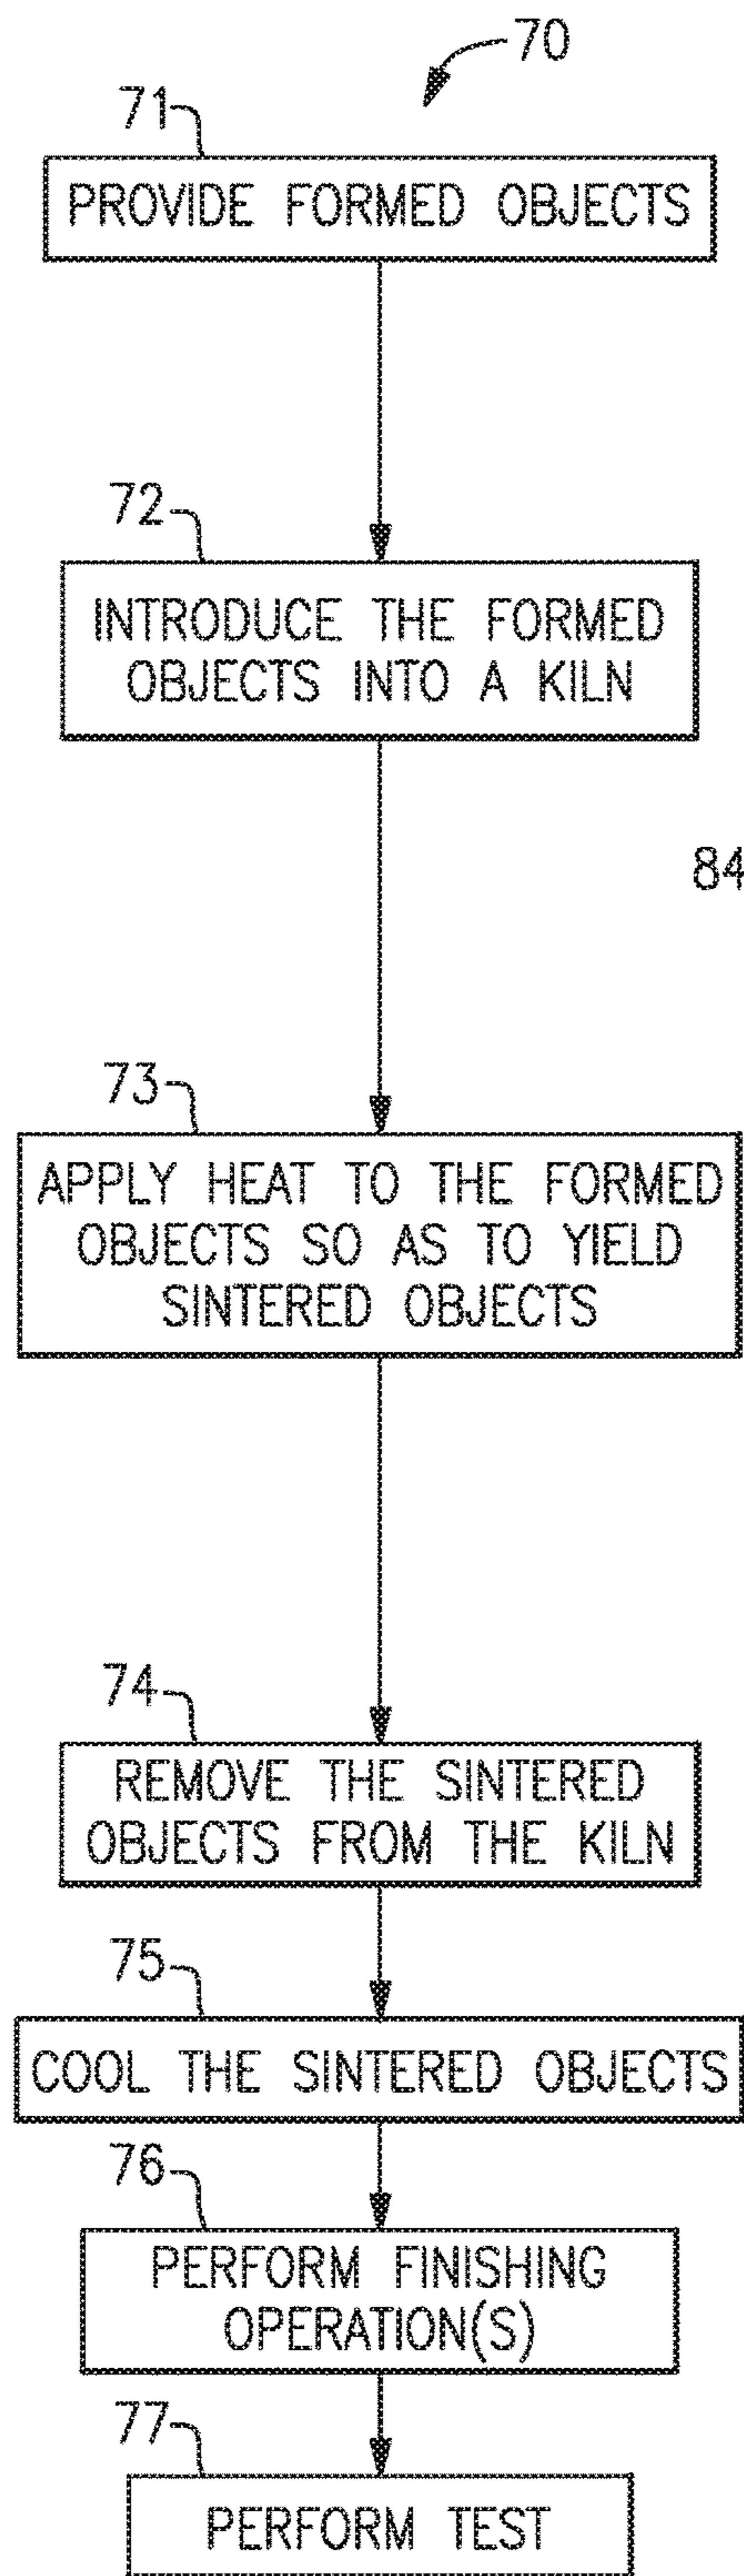 70
71
PROVIDE FORMED OBJECTS
72
INTRODUCE THE FORMED
OBJECTS INTO A KILN
84
73
APPLY HEAT TO THE FORMED
OBJECTS SO AS TO YIELD
SINTERED OBJECTS
74
REMOVE THE SINTERED
OBJECTS FROM THE KILN
75
COOL THE SINTERED OBJECTS
76
PERFORM FINISHING
OPERATION(S)
77
PERFORM TEST